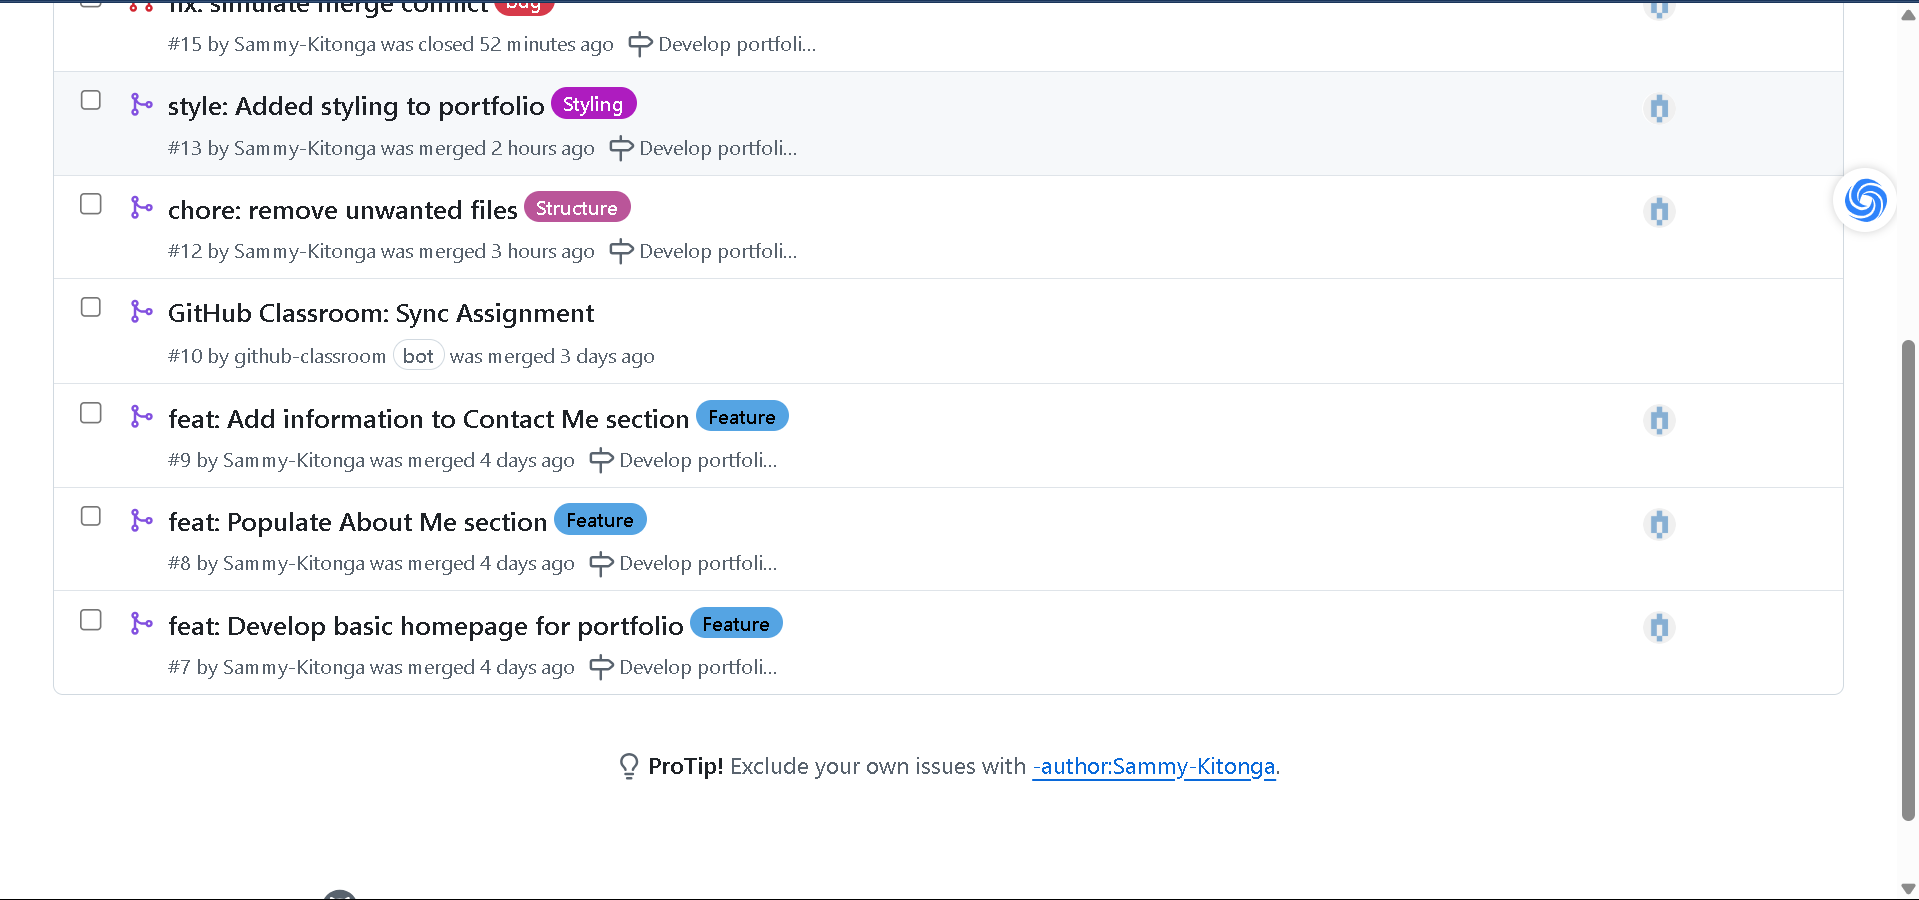 fix: simulate merge conflict bug
#15 by Sammy-Kitonga was closed 52 minutes ago Develop portfoli...
style: Added styling to portfolio Styling
#13 by Sammy-Kitonga was merged 2 hours ago Develop portfoli...
chore: remove unwanted files Structure
#12 by Sammy-Kitonga was merged 3 hours ago Develop portfoli...
GitHub Classroom: Sync Assignment
#10 by github-classroom bot was merged 3 days ago
feat: Add information to Contact Me section Feature
#9 by Sammy-Kitonga was merged 4 days ago Develop portfoli...
feat: Populate About Me section Feature
#8 by Sammy-Kitonga was merged 4 days ago Develop portfoli...
feat: Develop basic homepage for portfolio Feature
#7 by Sammy-Kitonga was merged 4 days ago Develop portfoli...
ProTip! Exclude your own issues with -author:Sammy-Kitonga.